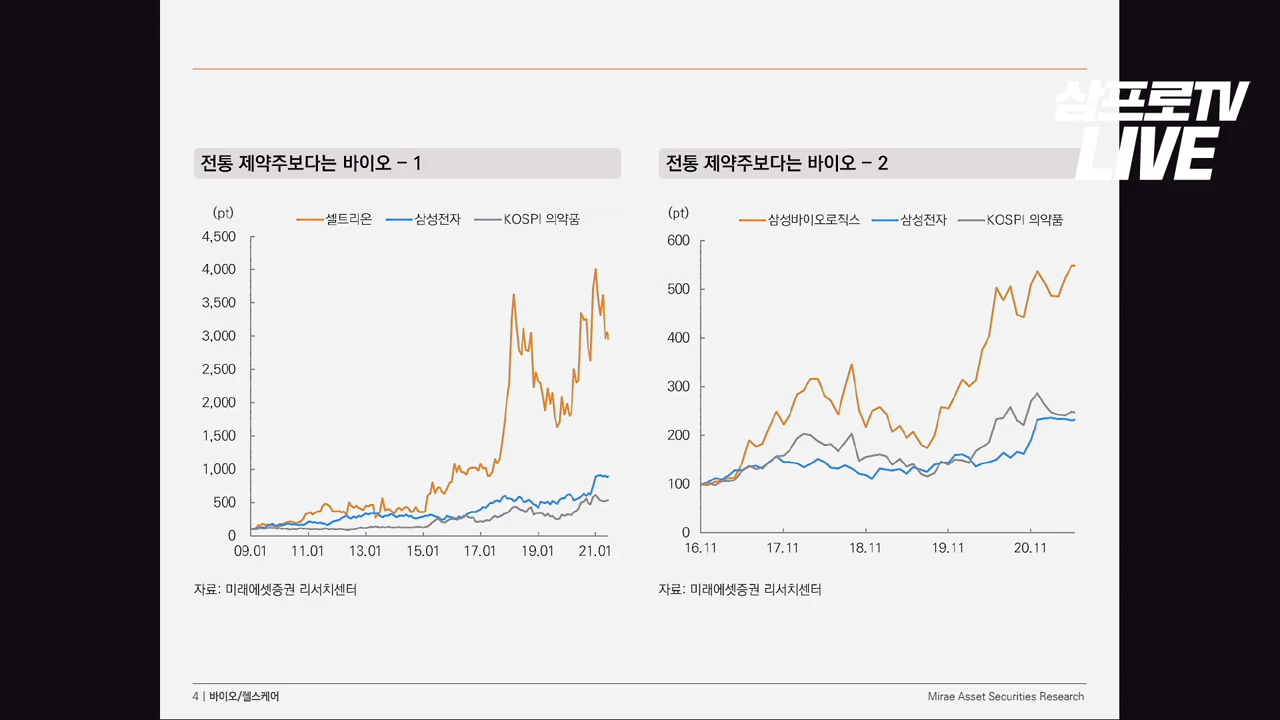 삼프로TV
LIVE
전통 제약주보다는 바이오 – 1
(pt)
셀트리온 삼성전자 KOSPI 의약품
4,500
4,000
3,500
3,000
2,500
2,000
1,500
1,000
500
0
09.01 11.01 13.01 15.01 17.01 19.01 21.01
자료: 미래에셋증권 리서치센터
전통 제약주보다는 바이오 – 2
(pt)
삼성바이오로직스 삼성전자 KOSPI 의약품
600
500
400
300
200
100
0
16.11 17.11 18.11 19.11 20.11
자료: 미래에셋증권 리서치센터
4 | 바이오/헬스케어
Mirae Asset Securities Research